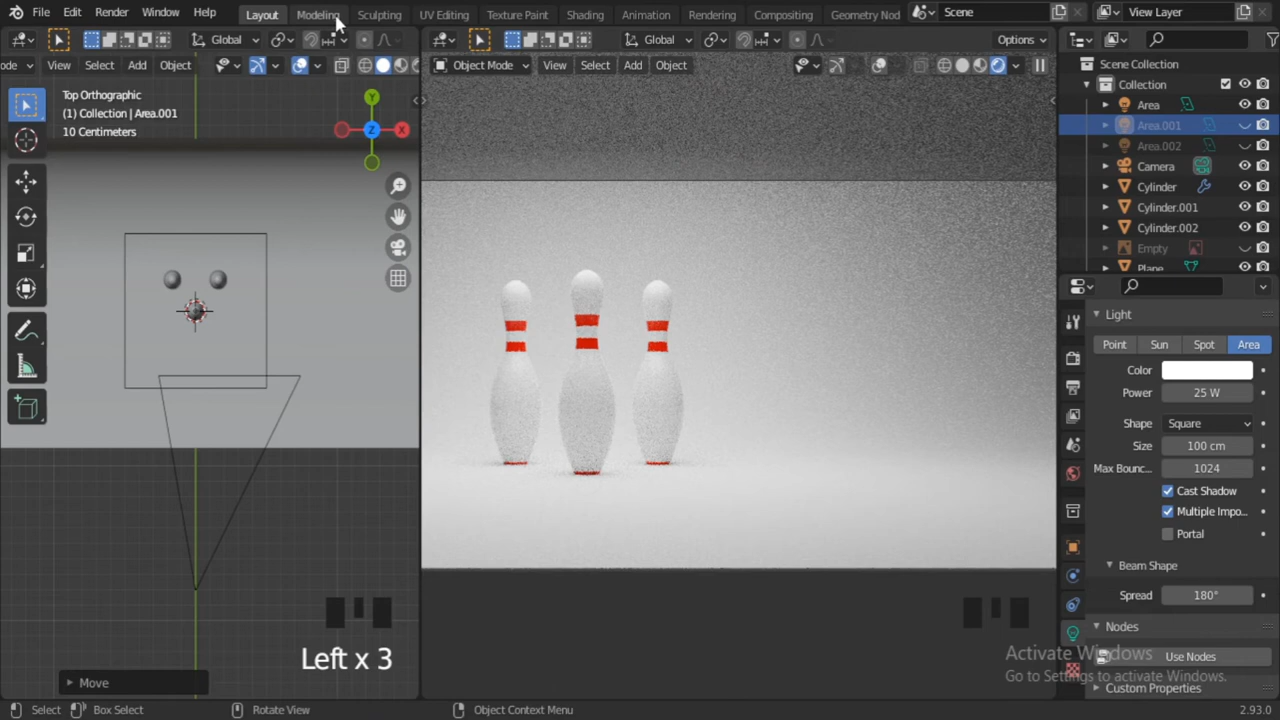 File Edit Render Window Help Layout Modeling Sculpting UV Editing Texture Paint Shading Animation Rendering Compositing Geometry Nod Scene View Layer
Global Global Options
ode View Select Add Object Object Mode View Select Add Object
Top Orthographic
(1) Collection | Area.001
10 Centimeters
Y
Z
X
Scene Collection
Collection
Area
Area.001
Area.002
Camera
Cylinder
Cylinder.001
Cylinder.002
Empty
Plane
Light
Point Sun Spot Area
Color
Power 25 W
Shape Square
Size 100 cm
Max Bounc... 1024
Cast Shadow
Multiple Impo...
Portal
Beam Shape
Spread 180°
Nodes
Use Nodes
Custom Properties
Left x 3
Move
Activate Windows
Go to Settings to activate Windows.
Select Box Select Rotate View Object Context Menu 2.93.0